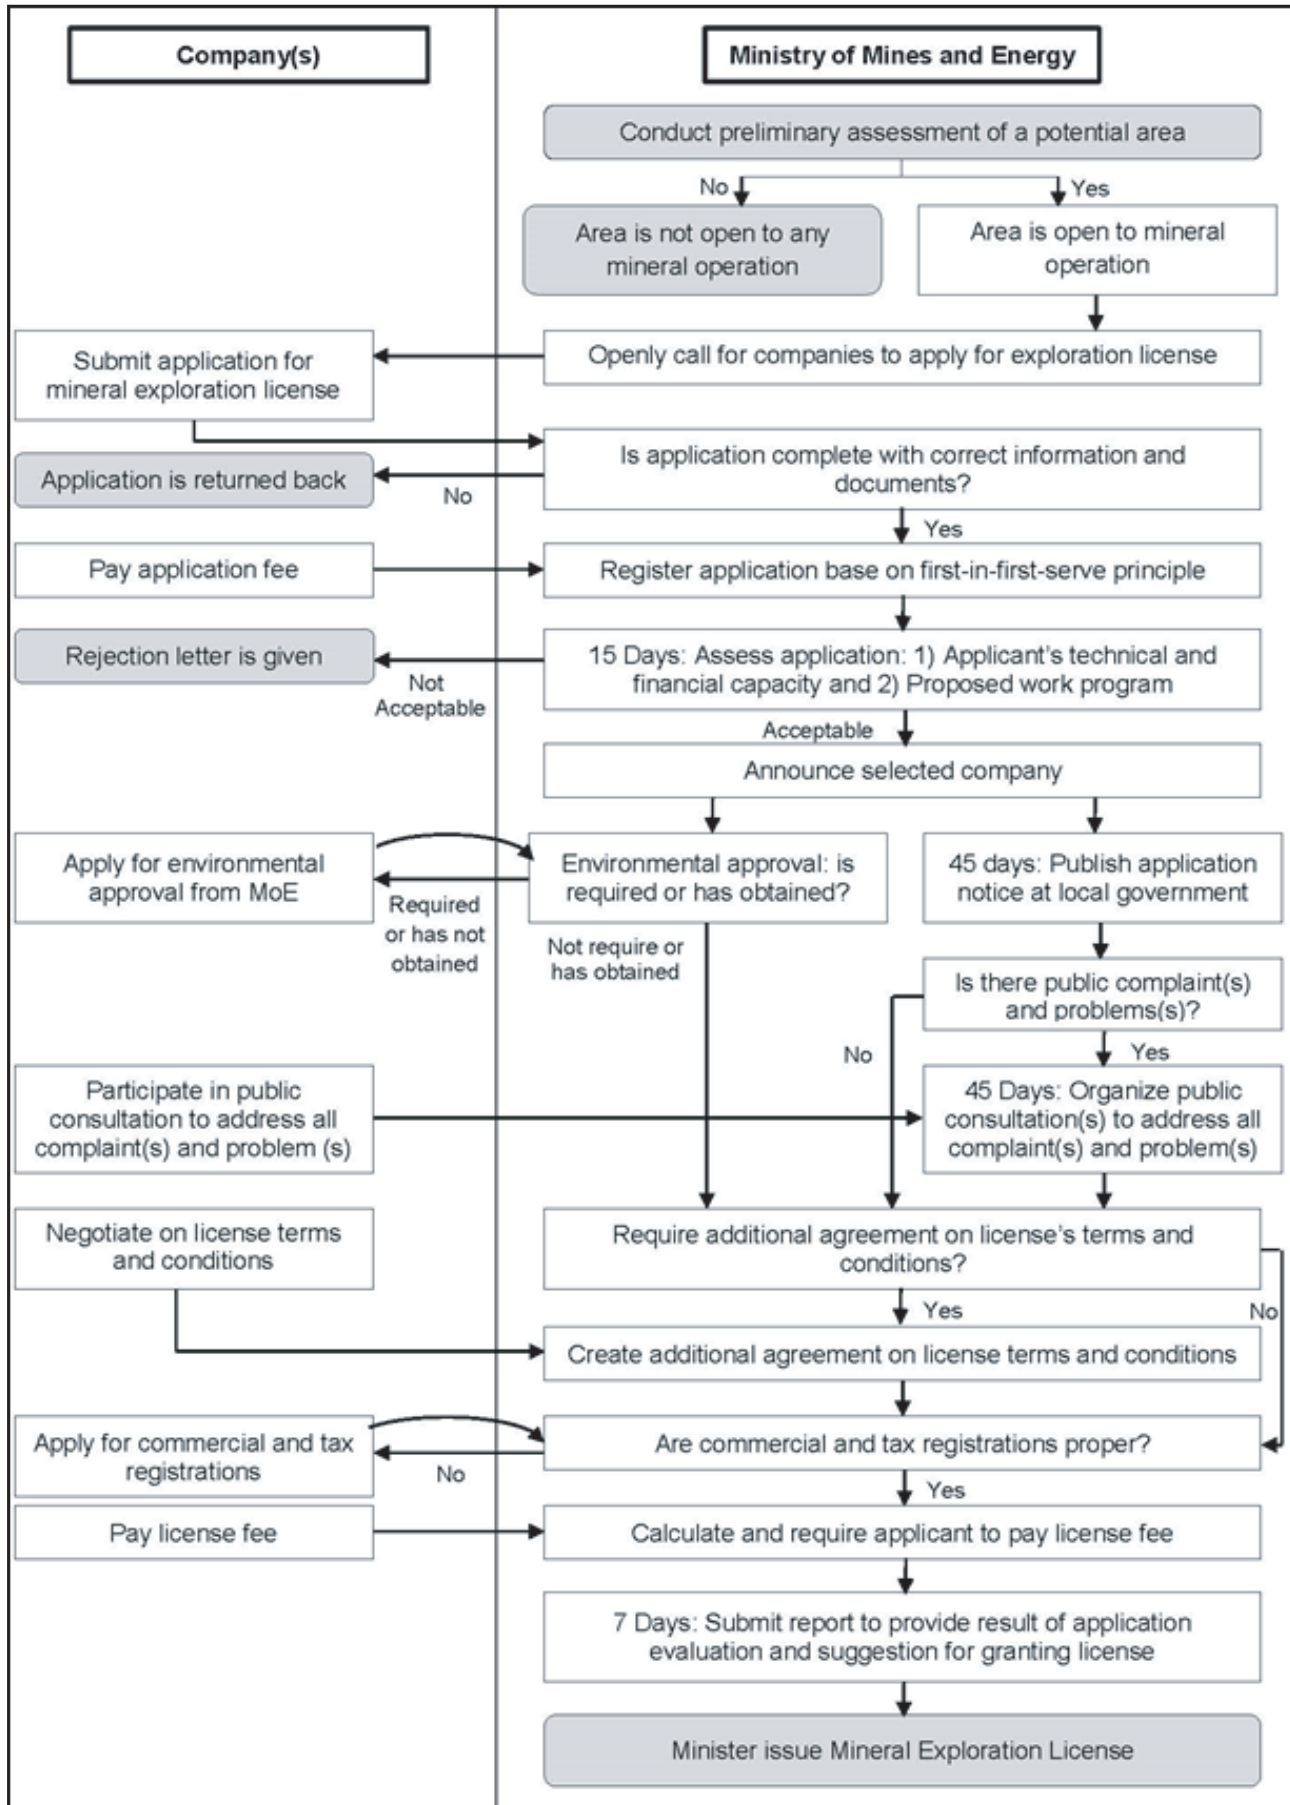 Company(s)
Ministry of Mines and Energy
Conduct preliminary assessment of a potential area
No
Yes
Area is not open to any
mineral operation
Area is open to mineral
operation
Submit application for
mineral exploration license
Openly call for companies to apply for exploration license
Is application complete with correct information and
documents?
Application is returned back
No
Yes
Pay application fee
Register application base on first-in-first-serve principle
Rejection letter is given
15 Days: Assess application: 1) Applicant's technical and
financial capacity and 2) Proposed work program
Not
Acceptable
Acceptable
Announce selected company
Apply for environmental
approval from MoE
Environmental approval: is
required or has obtained?
45 days: Publish application
notice at local government
Required
or has not
obtained
Not require or
has obtained
Is there public complaint(s)
and problems(s)?
No
Yes
Participate in public
consultation to address all
complaint(s) and problem (s)
45 Days: Organize public
consultation(s) to address all
complaint(s) and problem(s)
Negotiate on license terms
and conditions
Require additional agreement on license's terms and
conditions?
Yes
No
Create additional agreement on license terms and conditions
Apply for commercial and tax
registrations
No
Are commercial and tax registrations proper?
Yes
Pay license fee
Calculate and require applicant to pay license fee
7 Days: Submit report to provide result of application
evaluation and suggestion for granting license
Minister issue Mineral Exploration License